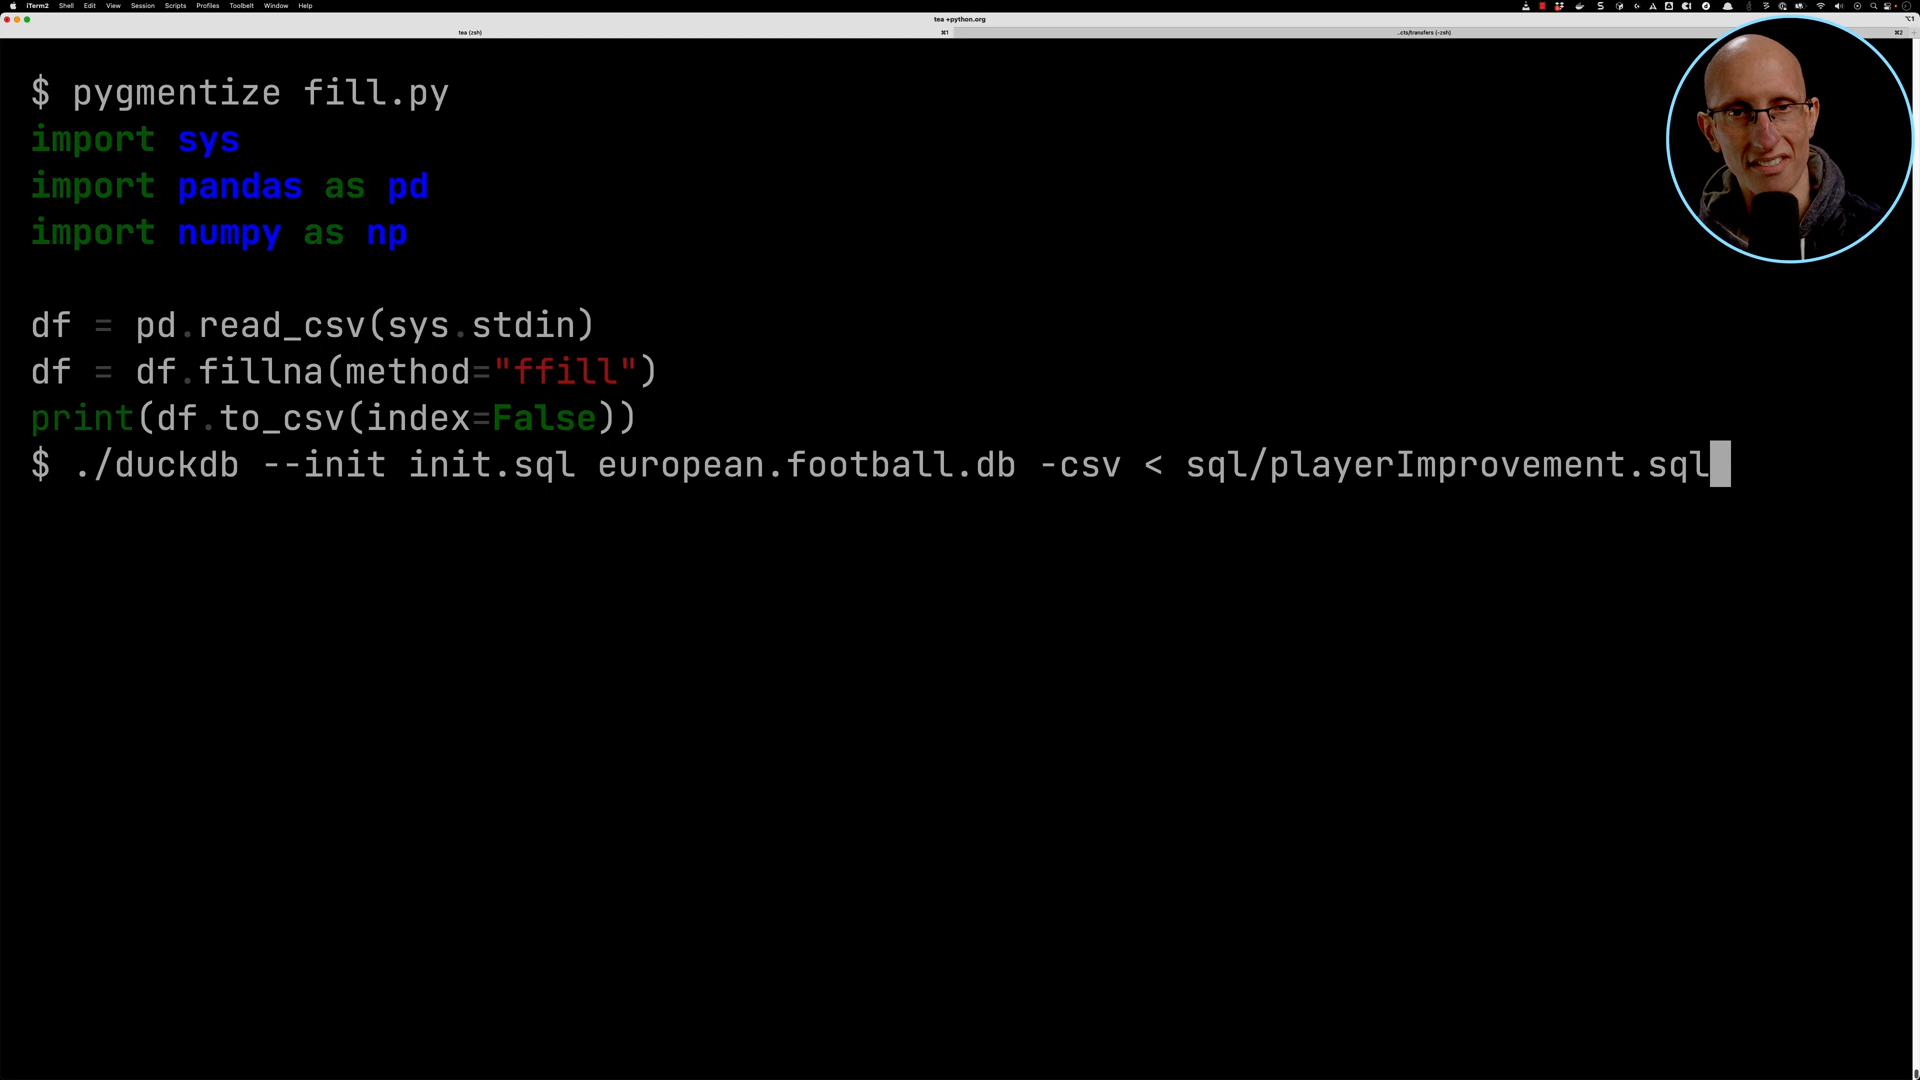 iTerm2 Shell Edit View Session Scripts Profiles Toolbelt Window Help
tea +python.org
⌥1
tea (zsh) ⌘1 ..cts/transfers (-zsh) ⌘2
$ pygmentize fill.py
import sys
import pandas as pd
import numpy as np
df = pd.read_csv(sys.stdin)
df = df.fillna(method="ffill")
print(df.to_csv(index=False))
$ ./duckdb --init init.sql european.football.db -csv < sql/playerImprovement.sql